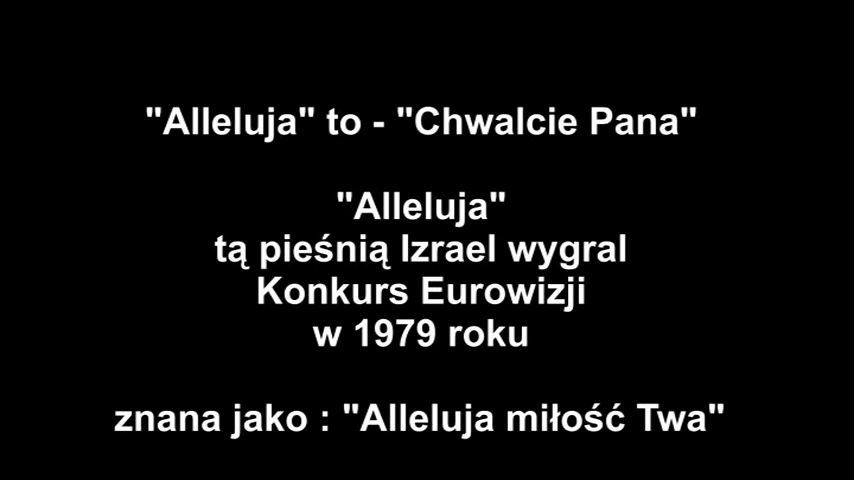 "Alleluja" to - "Chwalcie Pana"
"Alleluja"
tą pieśnią Izrael wygral
Konkurs Eurowizji
w 1979 roku
znana jako : "Alleluja miłość Twa"